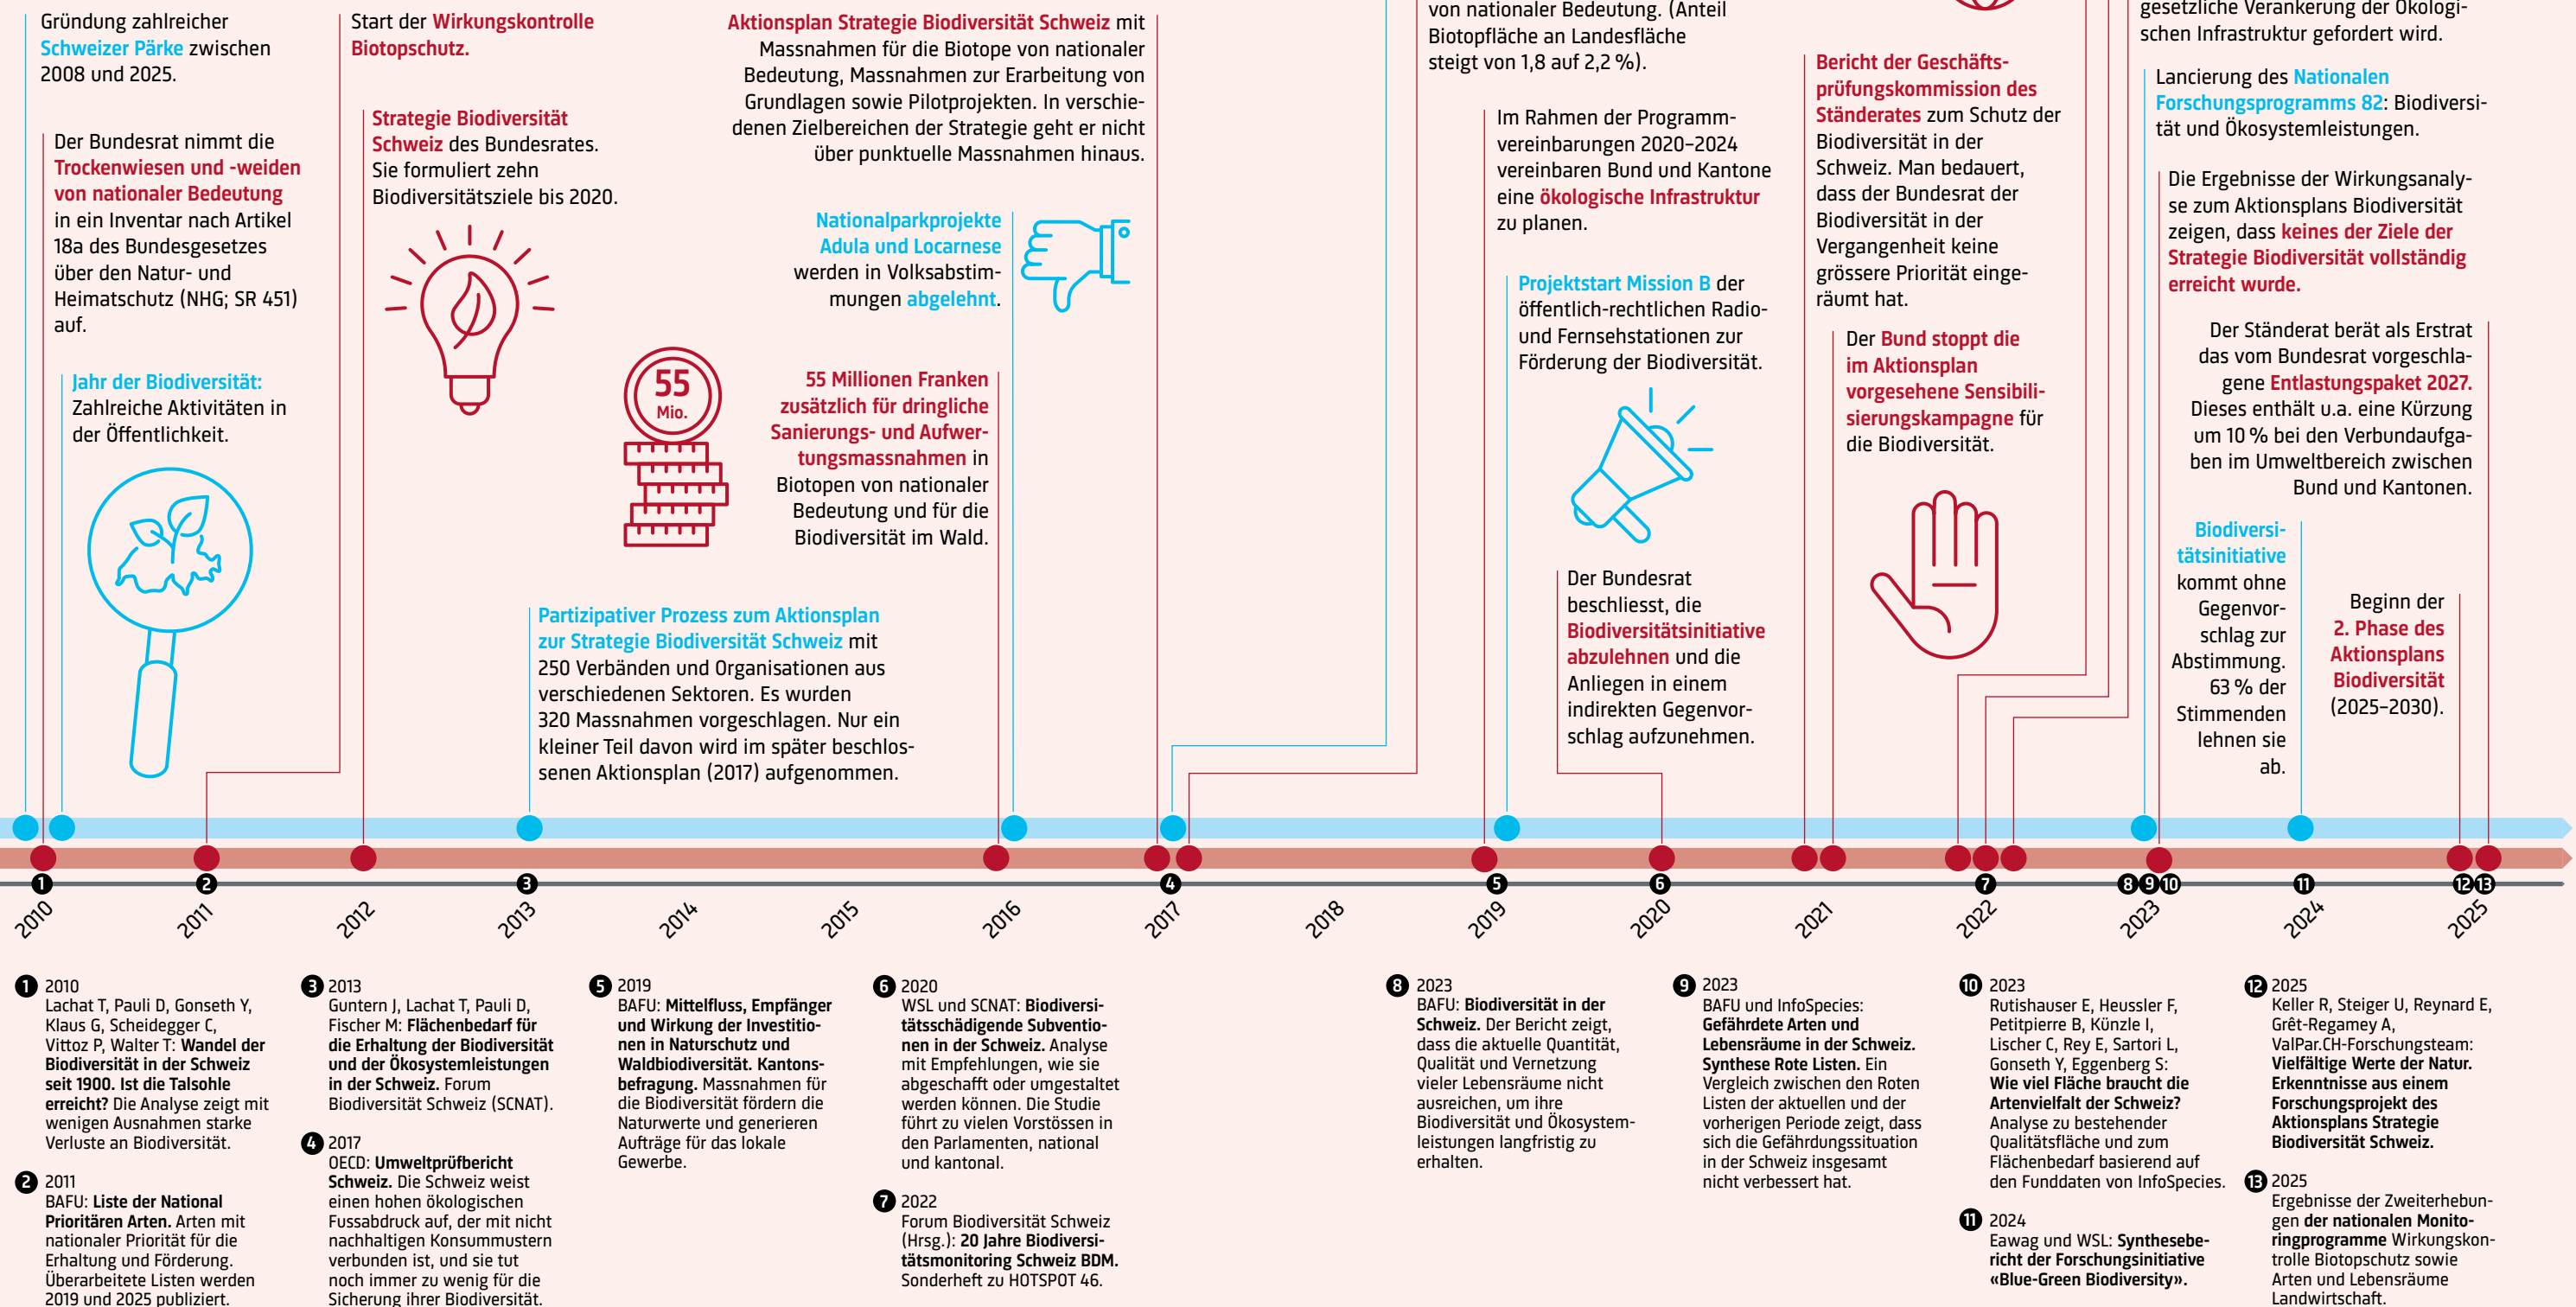 Gründung zahlreicher
Schweizer Pärke zwischen
2008 und 2025.
Der Bundesrat nimmt die
Trockenwiesen und -weiden
von nationaler Bedeutung
in ein Inventar nach Artikel
18a des Bundesgesetzes
über den Natur- und
Heimatschutz (NHG; SR 451)
auf.
Jahr der Biodiversität:
Zahlreiche Aktivitäten in
der Öffentlichkeit.
Start der Wirkungskontrolle
Biotopschutz.
Strategie Biodiversität
Schweiz des Bundesrates.
Sie formuliert zehn
Biodiversitätsziele bis 2020.
Partizipativer Prozess zum Aktionsplan
zur Strategie Biodiversität Schweiz mit
250 Verbänden und Organisationen aus
verschiedenen Sektoren. Es wurden
320 Massnahmen vorgeschlagen. Nur ein
kleiner Teil davon wird im später beschlos-
senen Aktionsplan (2017) aufgenommen.
55
Mio.
55 Millionen Franken
zusätzlich für dringliche
Sanierungs- und Aufwer-
tungsmassnahmen in
Biotopen von nationaler
Bedeutung und für die
Biodiversität im Wald.
Nationalparkprojekte
Adula und Locarnese
werden in Volksabstim-
mungen abgelehnt.
Aktionsplan Strategie Biodiversität Schweiz mit
Massnahmen für die Biotope von nationaler
Bedeutung, Massnahmen zur Erarbeitung von
Grundlagen sowie Pilotprojekten. In verschie-
denen Zielbereichen der Strategie geht er nicht
über punktuelle Massnahmen hinaus.
von nationaler Bedeutung. (Anteil
Biotopfläche an Landesfläche
steigt von 1,8 auf 2,2 %).
Im Rahmen der Programm-
vereinbarungen 2020–2024
vereinbaren Bund und Kantone
eine ökologische Infrastruktur
zu planen.
Projektstart Mission B der
öffentlich-rechtlichen Radio-
und Fernsehstationen zur
Förderung der Biodiversität.
Der Bundesrat
beschliesst, die
Biodiversitätsinitiative
abzulehnen und die
Anliegen in einem
indirekten Gegenvor-
schlag aufzunehmen.
Bericht der Geschäfts-
prüfungskommission des
Ständerates zum Schutz der
Biodiversität in der
Schweiz. Man bedauert,
dass der Bundesrat der
Biodiversität in der
Vergangenheit keine
grössere Priorität einge-
räumt hat.
Der Bund stoppt die
im Aktionsplan
vorgesehene Sensibili-
sierungskampagne für
die Biodiversität.
gesetzliche Verankerung der Ökologi-
schen Infrastruktur gefordert wird.
Lancierung des Nationalen
Forschungsprogramms 82: Biodiversi-
tät und Ökosystemleistungen.
Die Ergebnisse der Wirkungsanaly-
se zum Aktionsplans Biodiversität
zeigen, dass keines der Ziele der
Strategie Biodiversität vollständig
erreicht wurde.
Der Ständerat berät als Erstrat
das vom Bundesrat vorgeschla-
gene Entlastungspaket 2027.
Dieses enthält u.a. eine Kürzung
um 10 % bei den Verbundaufga-
ben im Umweltbereich zwischen
Bund und Kantonen.
Biodiversi-
tätsinitiative
kommt ohne
Gegenvor-
schlag zur
Abstimmung.
63 % der
Stimmenden
lehnen sie
ab.
Beginn der
2. Phase des
Aktionsplans
Biodiversität
(2025–2030).
1 2 3 4 5 6 7 8 9 10 11 12 13
2010 2011 2012 2013 2014 2015 2016 2017 2018 2019 2020 2021 2022 2023 2024 2025
1 2010
Lachat T, Pauli D, Gonseth Y,
Klaus G, Scheidegger C,
Vittoz P, Walter T: Wandel der
Biodiversität in der Schweiz
seit 1900. Ist die Talsohle
erreicht? Die Analyse zeigt mit
wenigen Ausnahmen starke
Verluste an Biodiversität.
2 2011
BAFU: Liste der National
Prioritären Arten. Arten mit
nationaler Priorität für die
Erhaltung und Förderung.
Überarbeitete Listen werden
2019 und 2025 publiziert.
3 2013
Guntern J, Lachat T, Pauli D,
Fischer M: Flächenbedarf für
die Erhaltung der Biodiversität
und der Ökosystemleistungen
in der Schweiz. Forum
Biodiversität Schweiz (SCNAT).
4 2017
OECD: Umweltprüfbericht
Schweiz. Die Schweiz weist
einen hohen ökologischen
Fussabdruck auf, der mit nicht
nachhaltigen Konsummustern
verbunden ist, und sie tut
noch immer zu wenig für die
Sicherung ihrer Biodiversität.
5 2019
BAFU: Mittelfluss, Empfänger
und Wirkung der Investitio-
nen in Naturschutz und
Waldbiodiversität. Kantons-
befragung. Massnahmen für
die Biodiversität fördern die
Naturwerte und generieren
Aufträge für das lokale
Gewerbe.
6 2020
WSL und SCNAT: Biodiversi-
tätsschädigende Subventio-
nen in der Schweiz. Analyse
mit Empfehlungen, wie sie
abgeschafft oder umgestaltet
werden können. Die Studie
führt zu vielen Vorstössen in
den Parlamenten, national
und kantonal.
7 2022
Forum Biodiversität Schweiz
(Hrsg.): 20 Jahre Biodiversi-
tätsmonitoring Schweiz BDM.
Sonderheft zu HOTSPOT 46.
8 2023
BAFU: Biodiversität in der
Schweiz. Der Bericht zeigt,
dass die aktuelle Quantität,
Qualität und Vernetzung
vieler Lebensräume nicht
ausreichen, um ihre
Biodiversität und Ökosystem-
leistungen langfristig zu
erhalten.
9 2023
BAFU und InfoSpecies:
Gefährdete Arten und
Lebensräume in der Schweiz.
Synthese Rote Listen. Ein
Vergleich zwischen den Roten
Listen der aktuellen und der
vorherigen Periode zeigt, dass
sich die Gefährdungssituation
in der Schweiz insgesamt
nicht verbessert hat.
10 2023
Rutishauser E, Heussler F,
Petitpierre B, Künzle I,
Lischer C, Rey E, Sartori L,
Gonseth Y, Eggenberg S:
Wie viel Fläche braucht die
Artenvielfalt der Schweiz?
Analyse zu bestehender
Qualitätsfläche und zum
Flächenbedarf basierend auf
den Funddaten von InfoSpecies.
11 2024
Eawag und WSL: Synthesebe-
richt der Forschungsinitiative
«Blue-Green Biodiversity».
12 2025
Keller R, Steiger U, Reynard E,
Grêt-Regamey A,
ValPar.CH-Forschungsteam:
Vielfältige Werte der Natur.
Erkenntnisse aus einem
Forschungsprojekt des
Aktionsplans Strategie
Biodiversität Schweiz.
13 2025
Ergebnisse der Zweiterhebun-
gen der nationalen Monito-
ringprogramme Wirkungskon-
trolle Biotopschutz sowie
Arten und Lebensräume
Landwirtschaft.